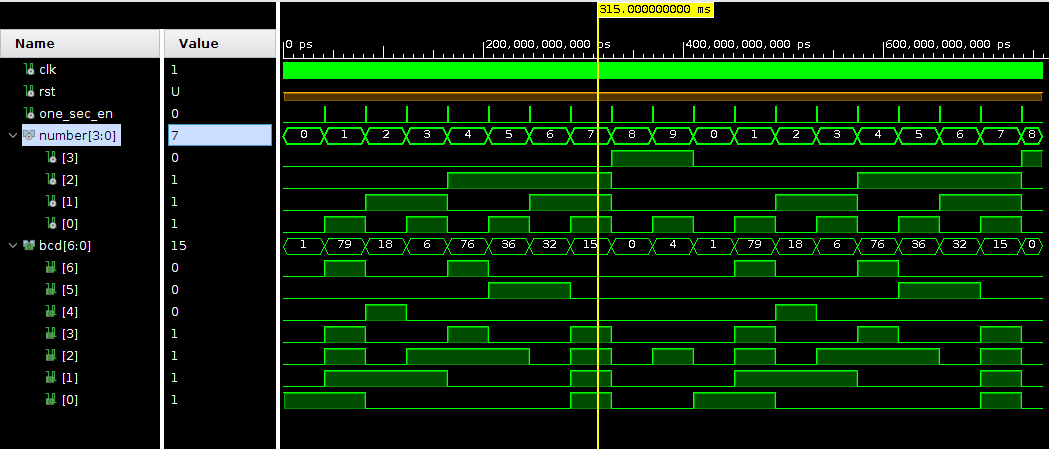 315.000000000 ms
Name Value
0 ps 200,000,000,000 ps 400,000,000,000 ps 600,000,000,000 ps
clk 1
rst U
one_sec_en 0
number[3:0] 7 0 1 2 3 4 5 6 7 8 9 0 1 2 3 4 5 6 7 8
[3] 0
[2] 1
[1] 1
[0] 1
bcd[6:0] 15 1 79 18 6 76 36 32 15 0 4 1 79 18 6 76 36 32 15 0
[6] 0
[5] 0
[4] 0
[3] 1
[2] 1
[1] 1
[0] 1